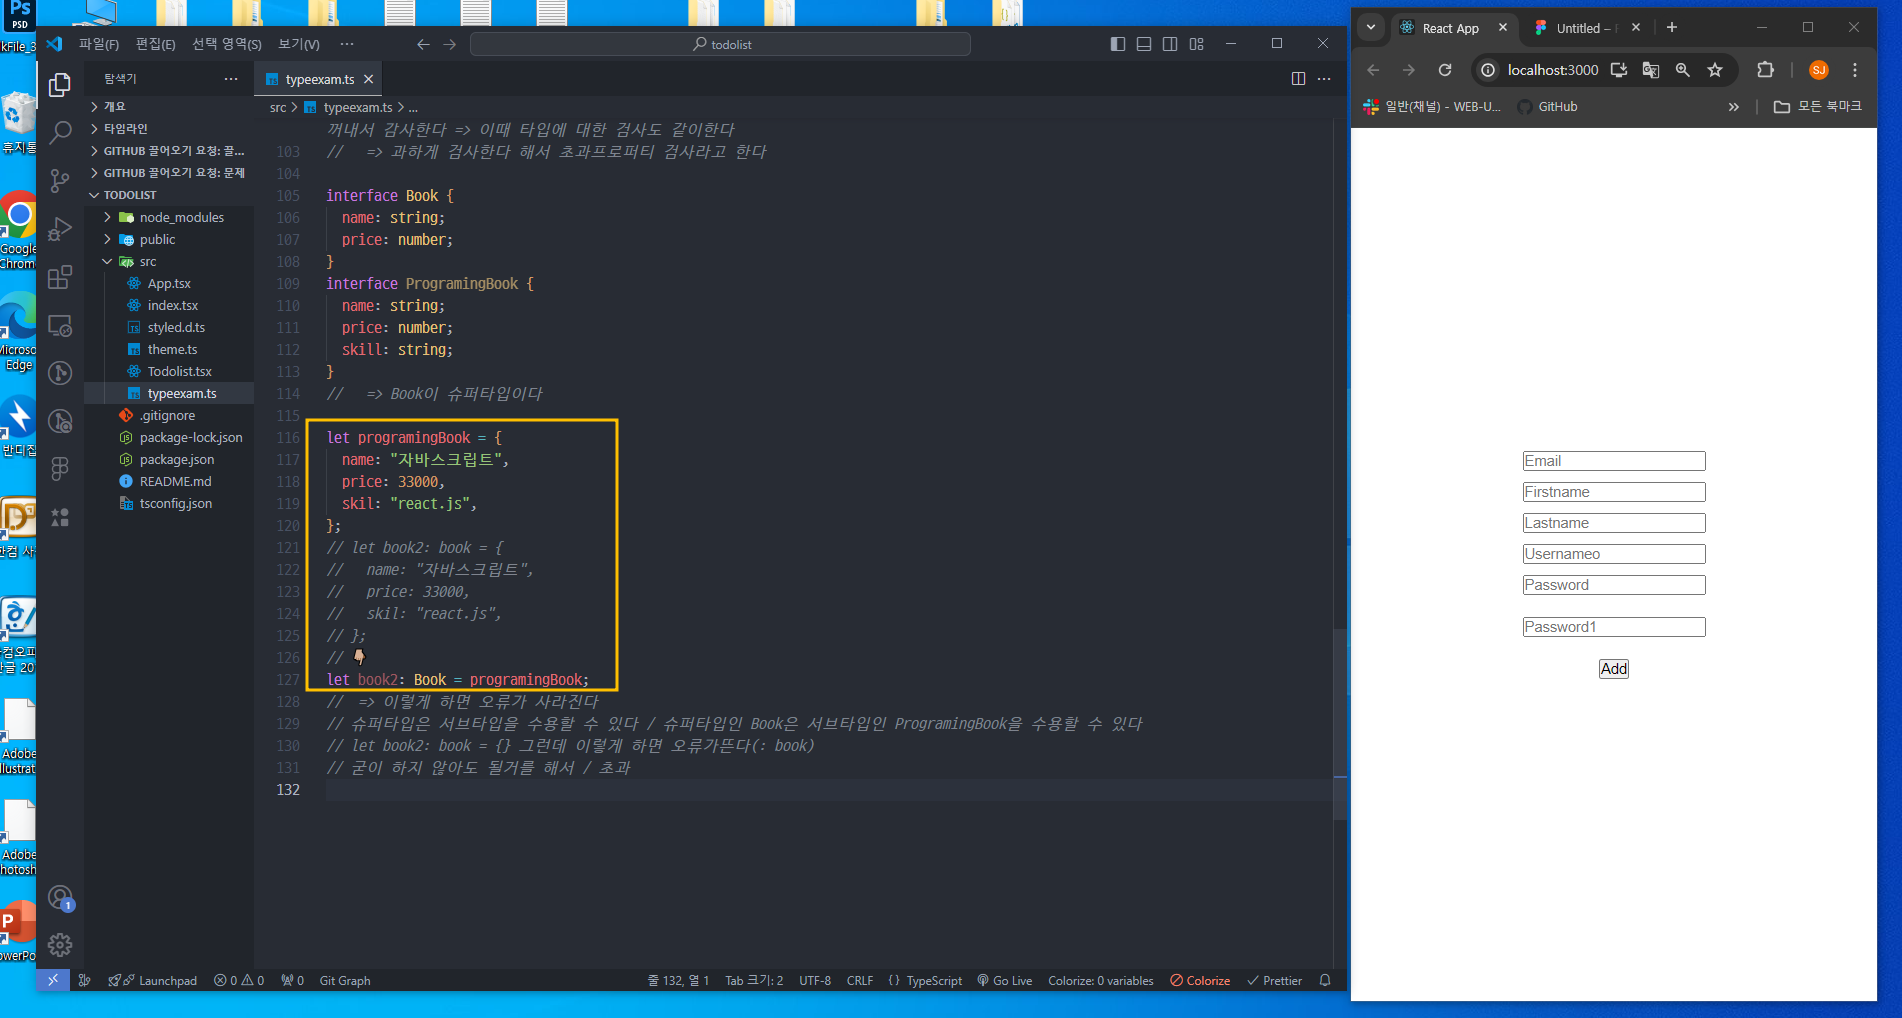 Ps
PSD
kFile_3
휴지통
Google
Chrom
Microso
Edge
반디집
한컴 사
한글 20
Adobe
llustrat
Adobe
hotosh
owerPo
파일(F) 편집(E) 선택 영역(S) 보기(V) ···
todolist
탐색기 ···
개요
타임라인
GITHUB 끌어오기 요청: 끌...
GITHUB 끌어오기 요청: 문제
TODOLIST
node_modules
public
src
App.tsx
index.tsx
styled.d.ts
theme.ts
Todolist.tsx
typeexam.ts
.gitignore
package-lock.json
package.json
README.md
tsconfig.json
1
typeexam.ts
src > typeexam.ts > ...
꺼내서 감사한다 => 이때 타입에 대한 검사도 같이한다
103 //   => 과하게 검사한다 해서 초과프로퍼티 검사라고 한다
104
105 interface Book {
106   name: string;
107   price: number;
108 }
109 interface ProgramingBook {
110   name: string;
111   price: number;
112   skill: string;
113 }
114 //   => Book이 슈퍼타입이다
115
116 let programingBook = {
117   name: "자바스크립트",
118   price: 33000,
119   skil: "react.js",
120 };
121 // let book2: book = {
122 //   name: "자바스크립트",
123 //   price: 33000,
124 //   skil: "react.js",
125 // };
126 // 👇
127 let book2: Book = programingBook;
128 //  => 이렇게 하면 오류가 사라진다
129 // 슈퍼타입은 서브타입을 수용할 수 있다 / 슈퍼타입인 Book은 서브타입인 ProgramingBook을 수용할 수 있다
130 // let book2: book = {} 그런데 이렇게 하면 오류가뜬다(: book)
131 // 굳이 하지 않아도 될거를 해서 / 초과
132
Launchpad 0 0 0 Git Graph
줄 132, 열 1 Tab 크기: 2 UTF-8 CRLF {} TypeScript Go Live Colorize: 0 variables Colorize Prettier
React App
Untitled –
localhost:3000
SJ
일반(채널) - WEB-U... GitHub » 모든 북마크
Email
Firstname
Lastname
Usernameo
Password
Password1
Add